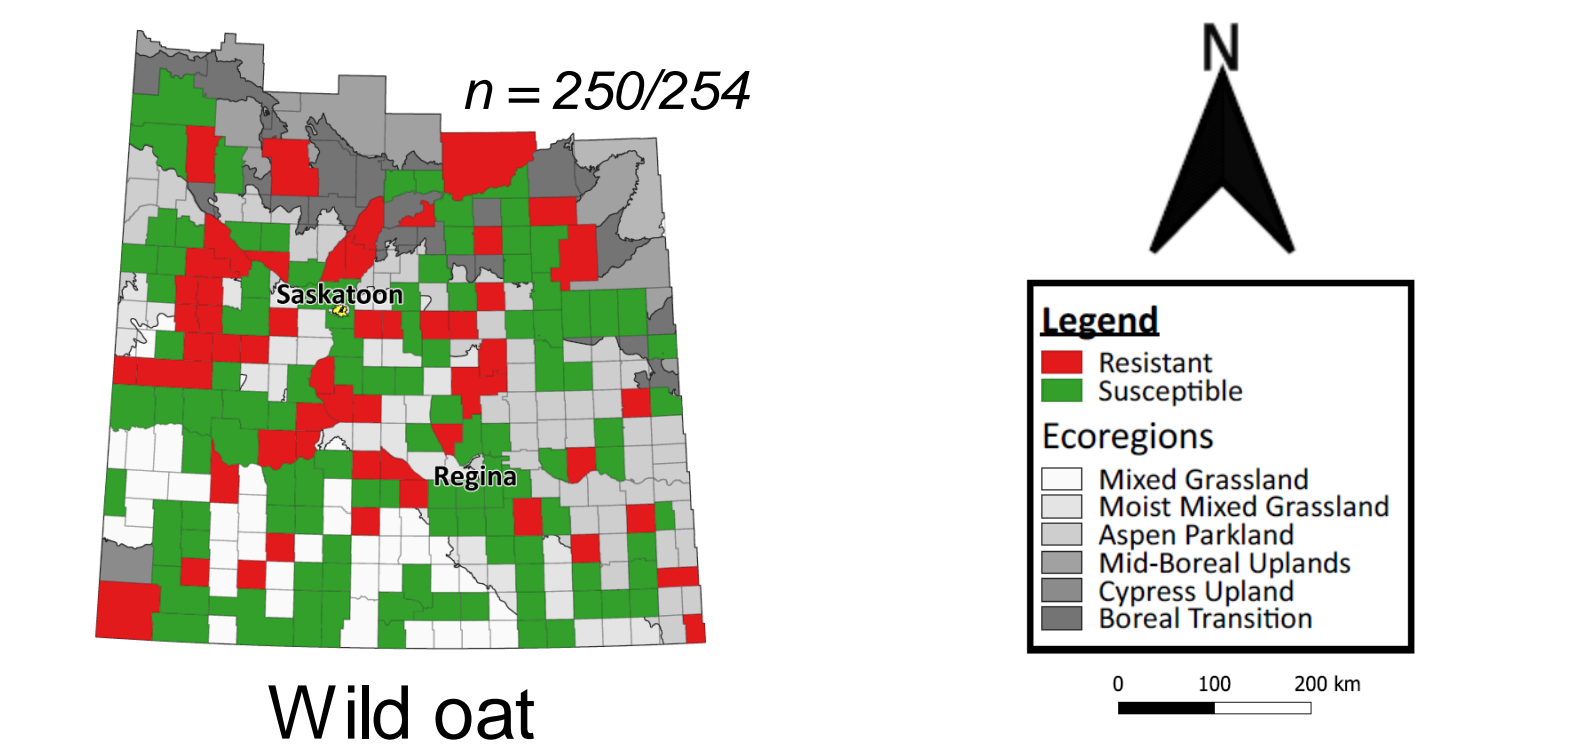 n = 250/254
Saskatoon
Regina
Wild oat
N
Legend
Resistant
Susceptible
Ecoregions
Mixed Grassland
Moist Mixed Grassland
Aspen Parkland
Mid-Boreal Uplands
Cypress Upland
Boreal Transition
0 100 200 km